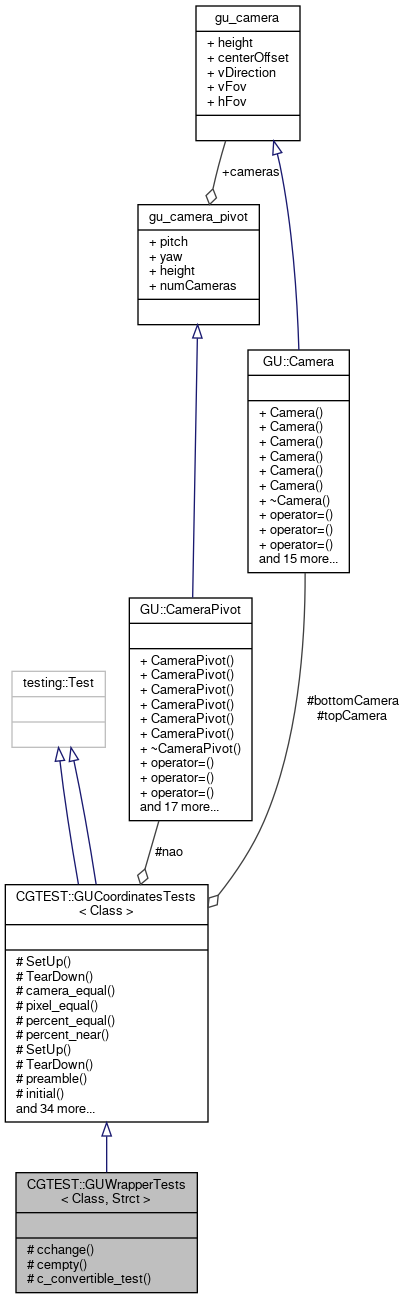 gu_camera
+ height
+ centerOffset
+ vDirection
+ vFov
+ hFov
+cameras
gu_camera_pivot
+ pitch
+ yaw
+ height
+ numCameras
GU::Camera
+ Camera()
+ Camera()
+ Camera()
+ Camera()
+ Camera()
+ Camera()
+ ~Camera()
+ operator=()
+ operator=()
+ operator=()
and 15 more...
GU::CameraPivot
+ CameraPivot()
+ CameraPivot()
+ CameraPivot()
+ CameraPivot()
+ CameraPivot()
+ CameraPivot()
+ ~CameraPivot()
+ operator=()
+ operator=()
+ operator=()
and 17 more...
testing::Test
#bottomCamera
#topCamera
#nao
CGTEST::GUCoordinatesTests
< Class >
# SetUp()
# TearDown()
# camera_equal()
# pixel_equal()
# percent_equal()
# percent_near()
# SetUp()
# TearDown()
# preamble()
# initial()
and 34 more...
CGTEST::GUWrapperTests
< Class, Strct >
# cchange()
# cempty()
# c_convertible_test()